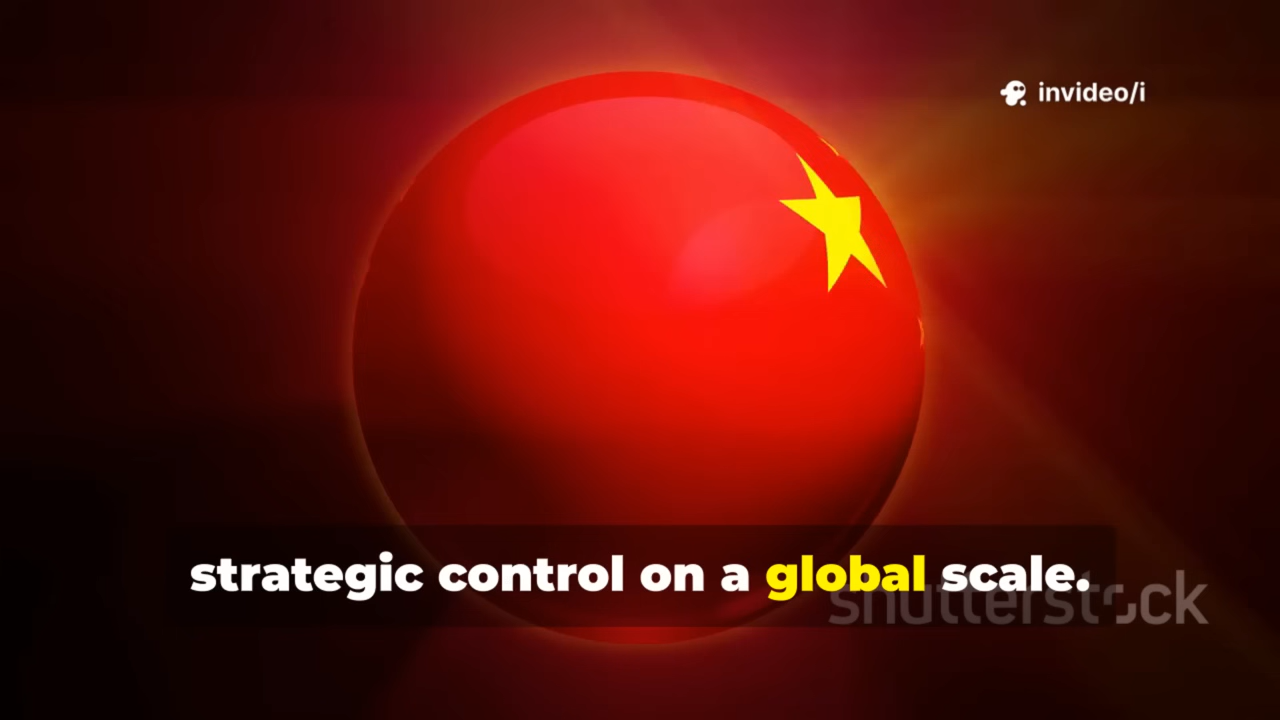 invideo/i
strategic control on a global scale.
shutterstock